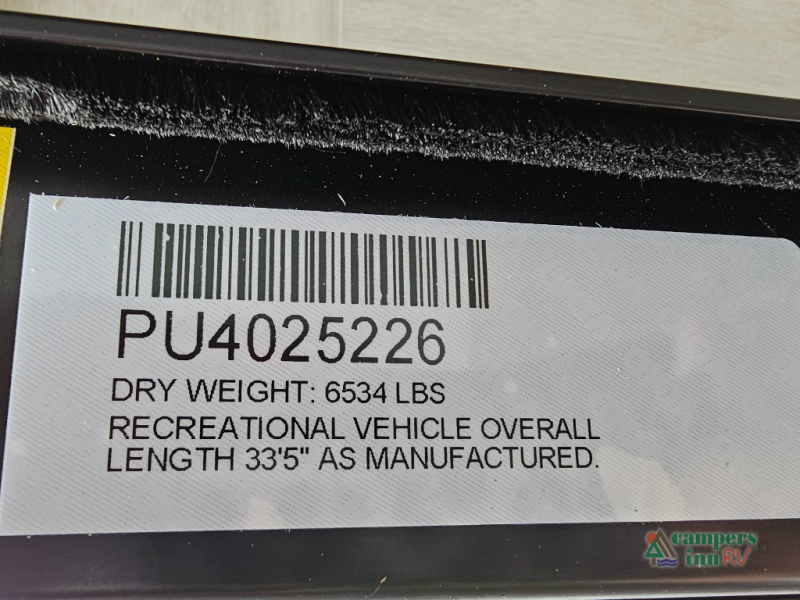 PU4025226
DRY WEIGHT: 6534 LBS
RECREATIONAL VEHICLE OVERALL
LENGTH 33'5" AS MANUFACTURED.
campers
inn RV